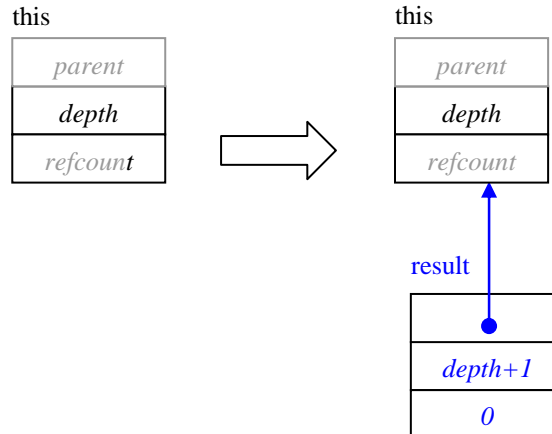 this
parent
depth
refcount
this
parent
depth
refcount
result
depth+1
0